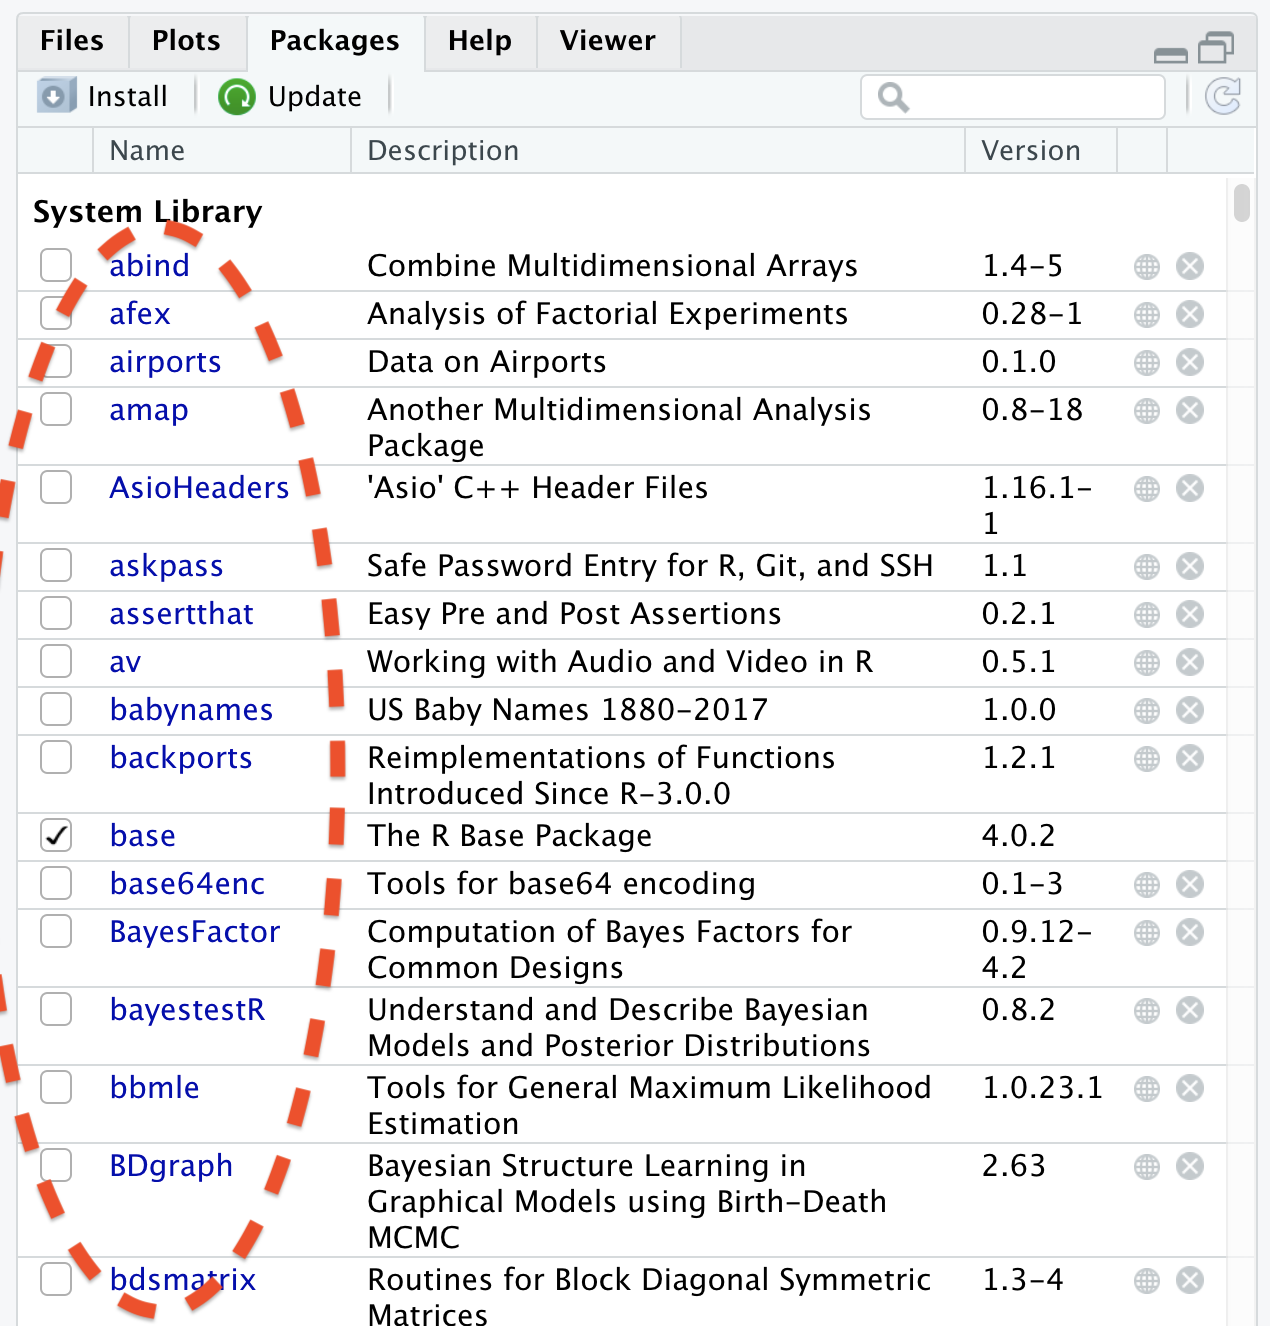 Files Plots Packages Help Viewer
Install Update
Name Description Version
System Library
abind Combine Multidimensional Arrays 1.4-5
afex Analysis of Factorial Experiments 0.28-1
airports Data on Airports 0.1.0
amap Another Multidimensional Analysis 0.8-18
Package
AsioHeaders 'Asio' C++ Header Files 1.16.1-
1
askpass Safe Password Entry for R, Git, and SSH 1.1
assertthat Easy Pre and Post Assertions 0.2.1
av Working with Audio and Video in R 0.5.1
babynames US Baby Names 1880-2017 1.0.0
backports Reimplementations of Functions 1.2.1
Introduced Since R-3.0.0
base The R Base Package 4.0.2
base64enc Tools for base64 encoding 0.1-3
BayesFactor Computation of Bayes Factors for 0.9.12-
Common Designs 4.2
bayestestR Understand and Describe Bayesian 0.8.2
Models and Posterior Distributions
bbmle Tools for General Maximum Likelihood 1.0.23.1
Estimation
BDgraph Bayesian Structure Learning in 2.63
Graphical Models using Birth-Death
MCMC
bdsmatrix Routines for Block Diagonal Symmetric 1.3-4
Matrices